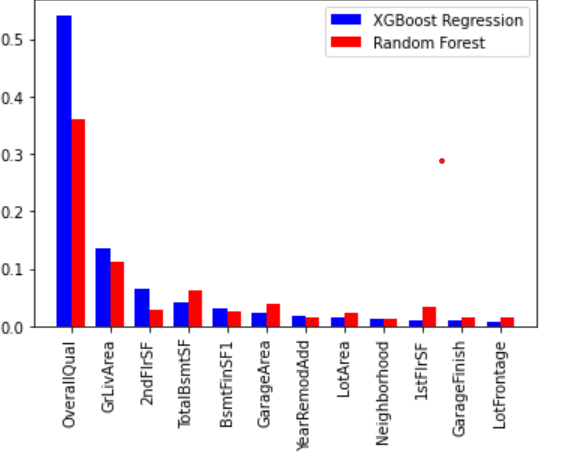 XGBoost Regression
Random Forest
0.5
0.4
0.3
0.2
0.1
0.0
OverallQual
GrLivArea
2ndFlrSF
TotalBsmtSF
BsmtFinSF1
GarageArea
YearRemodAdd
LotArea
Neighborhood
1stFlrSF
GarageFinish
LotFrontage